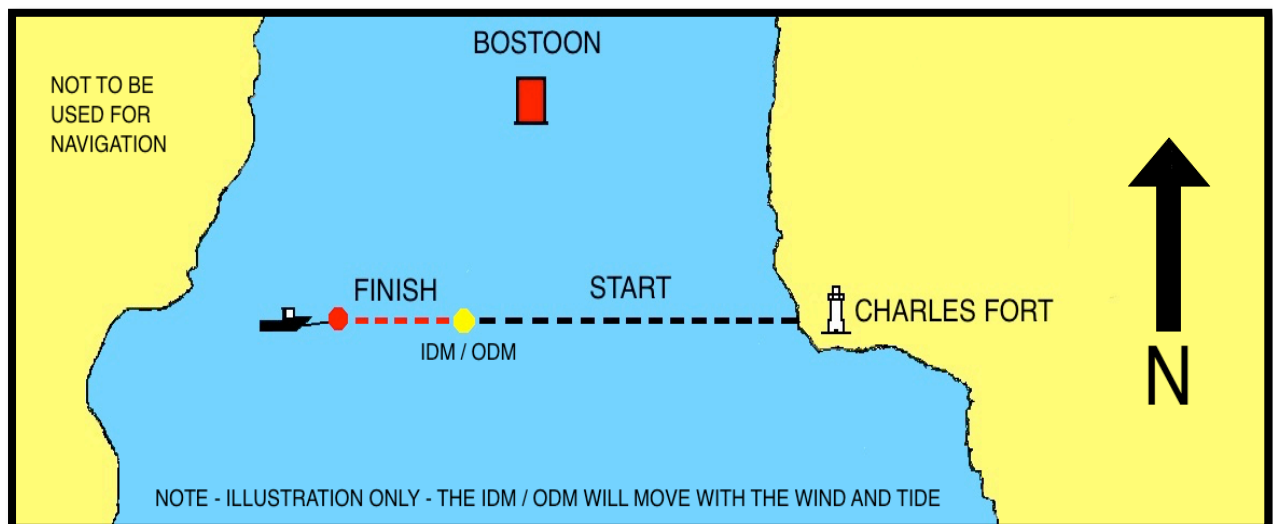 BOSTOON
NOT TO BE
USED FOR
NAVIGATION
FINISH
START
CHARLES FORT
IDM / ODM
N
NOTE - ILLUSTRATION ONLY - THE IDM / ODM WILL MOVE WITH THE WIND AND TIDE